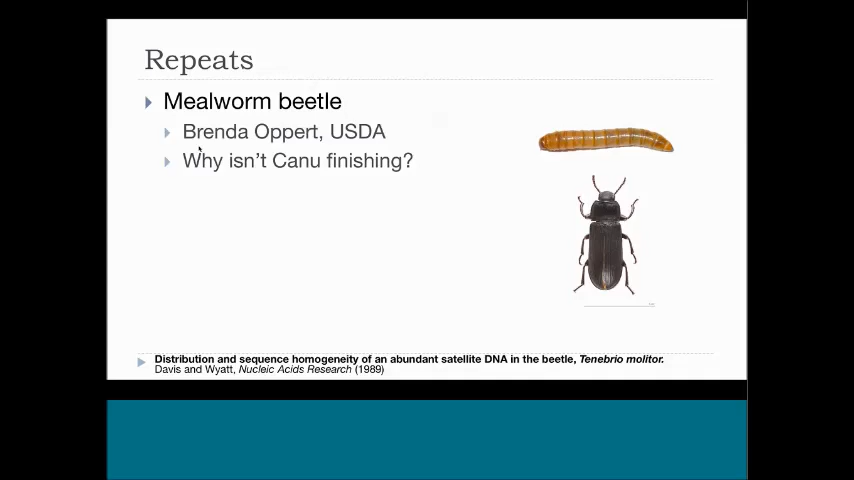 Repeats
Mealworm beetle
Brenda Oppert, USDA
Why isn't Canu finishing?
Distribution and sequence homogeneity of an abundant satellite DNA in the beetle, Tenebrio molitor.
Davis and Wyatt, Nucleic Acids Research (1989)